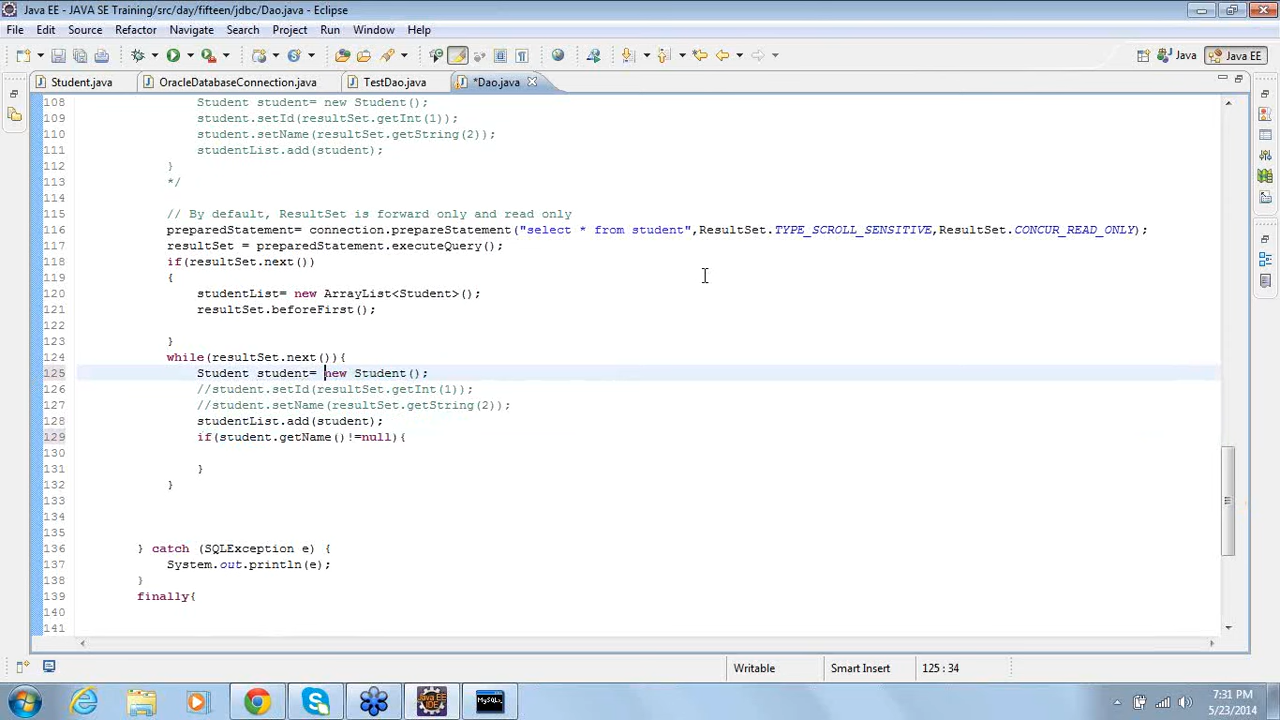 Java EE - JAVA SE Training/src/day/fifteen/jdbc/Dao.java - Eclipse
File Edit Source Refactor Navigate Search Project Run Window Help
Java Java EE
Student.java OracleDatabaseConnection.java TestDao.java *Dao.java
108 Student student= new Student();
109 student.setId(resultSet.getInt(1));
110 student.setName(resultSet.getString(2));
111 studentList.add(student);
112 }
113 */
114
115 // By default, ResultSet is forward only and read only
116 preparedStatement= connection.prepareStatement("select * from student",ResultSet.TYPE_SCROLL_SENSITIVE,ResultSet.CONCUR_READ_ONLY);
117 resultSet = preparedStatement.executeQuery();
118 if(resultSet.next())
119 {
120 studentList= new ArrayList<Student>();
121 resultSet.beforeFirst();
122
123 }
124 while(resultSet.next()){
125 Student student= new Student();
126 //student.setId(resultSet.getInt(1));
127 //student.setName(resultSet.getString(2));
128 studentList.add(student);
129 if(student.getName()!=null){
130
131 }
132 }
133
134
135
136 } catch (SQLException e) {
137 System.out.println(e);
138 }
139 finally{
140
141
Writable Smart Insert 125 : 34
Java EE IDE
MySQL
7:31 PM
5/23/2014